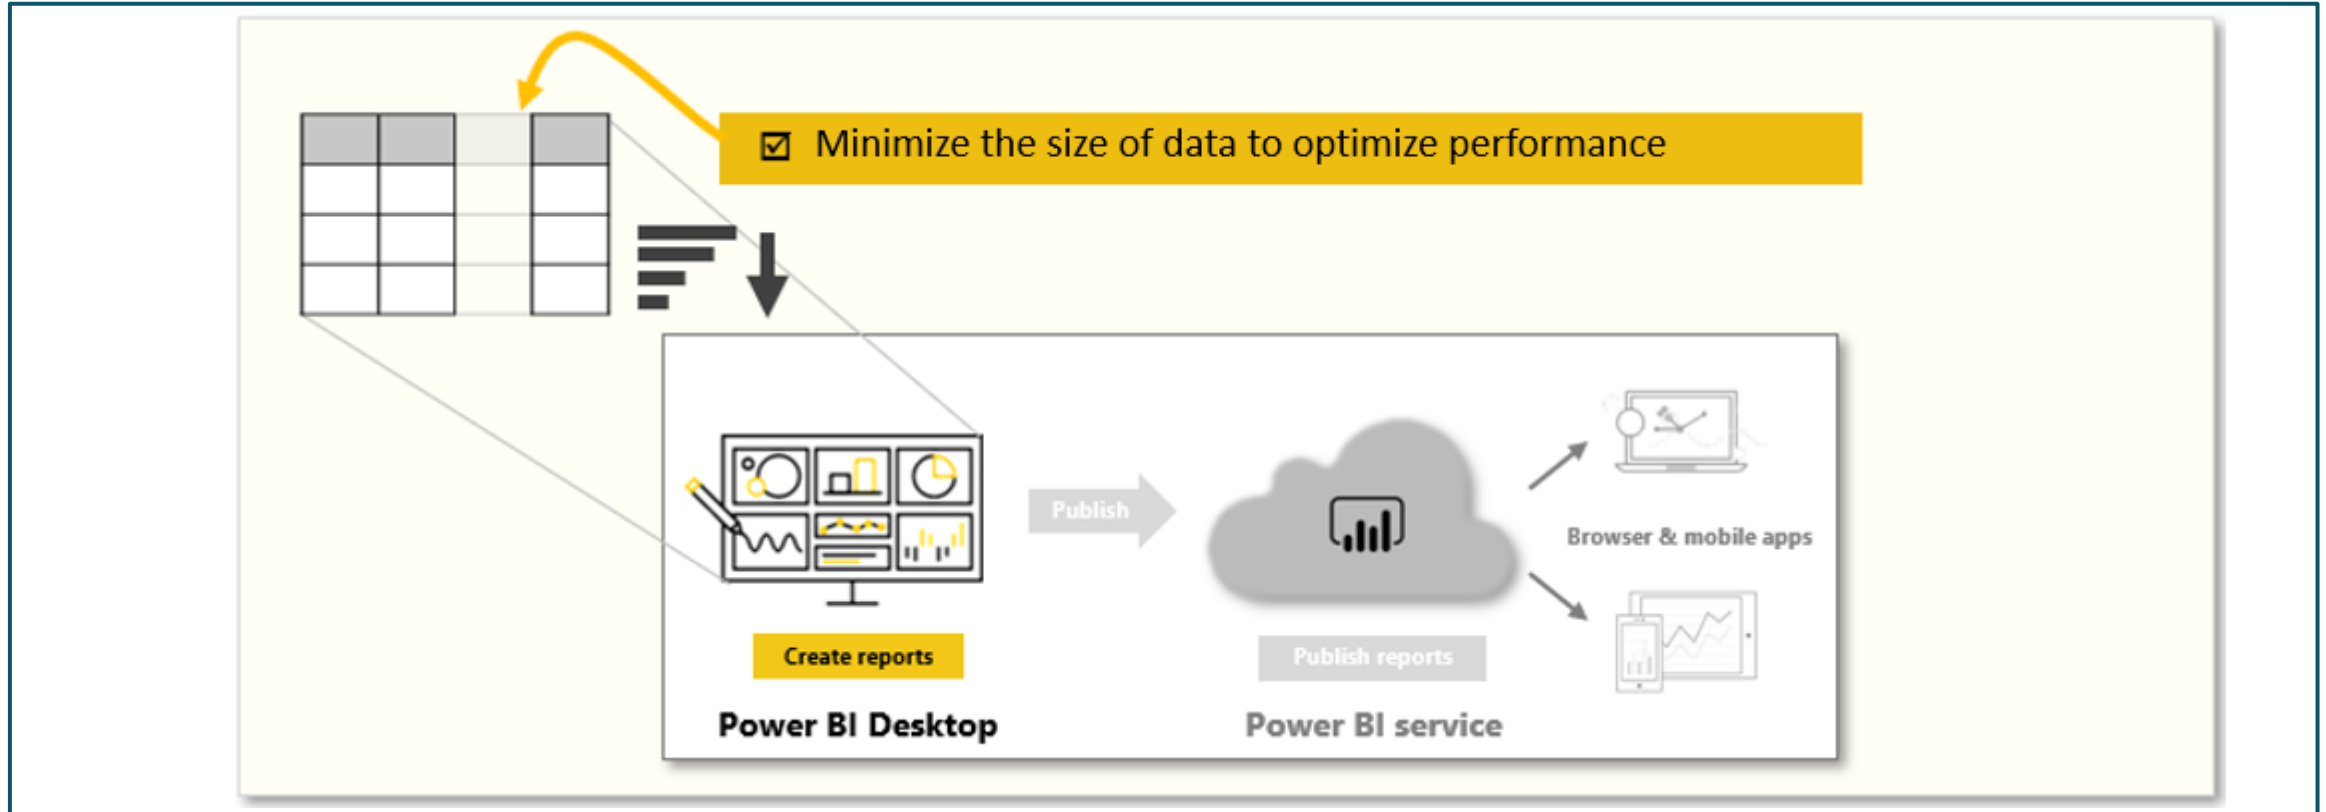 Minimize the size of data to optimize performance
Publish
Browser & mobile apps
Create reports
Publish reports
Power BI Desktop
Power BI service